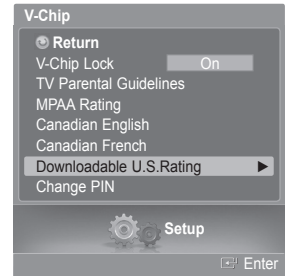 V-Chip
Return
V-Chip Lock On
TV Parental Guidelines
MPAA Rating
Canadian English
Canadian French
Downloadable U.S.Rating
Change PIN
Setup
Enter